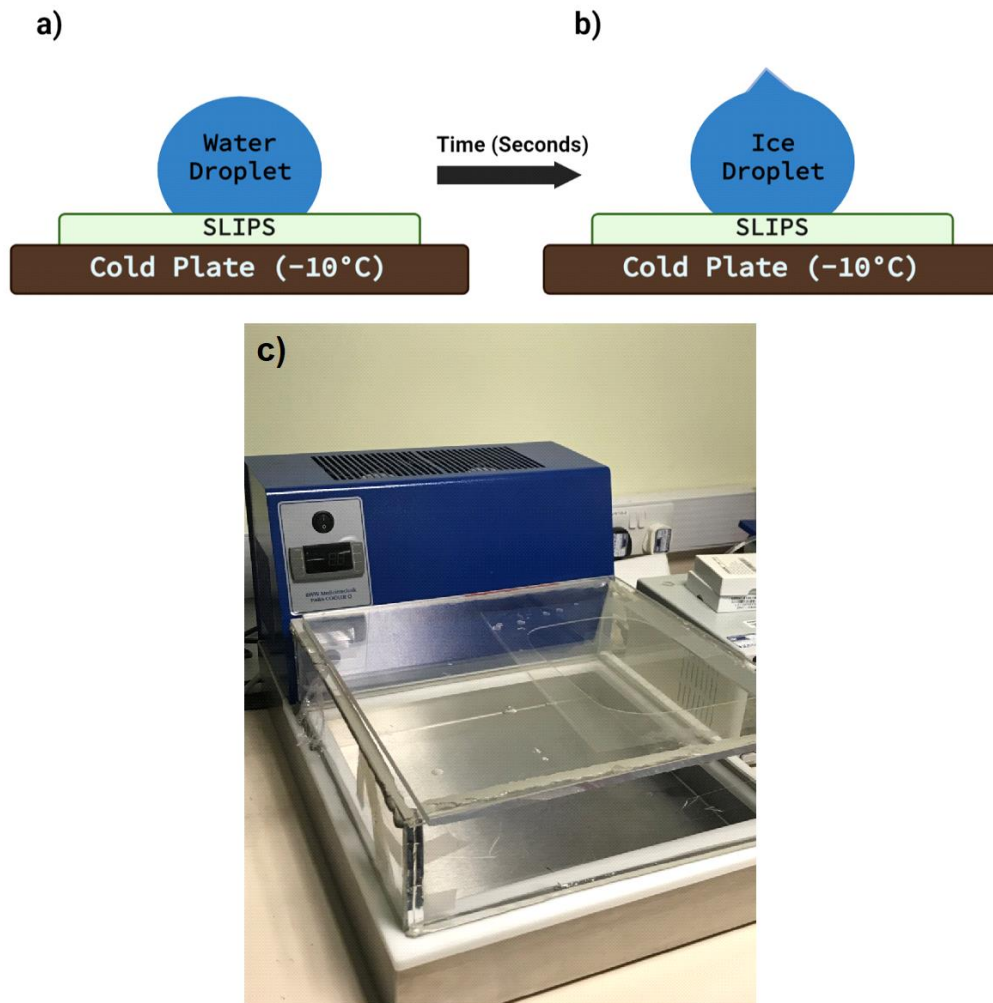 a)
b)
Water
Droplet
Time (Seconds)
Ice
Droplet
SLIPS
SLIPS
Cold Plate (−10°C)
Cold Plate (−10°C)
c)